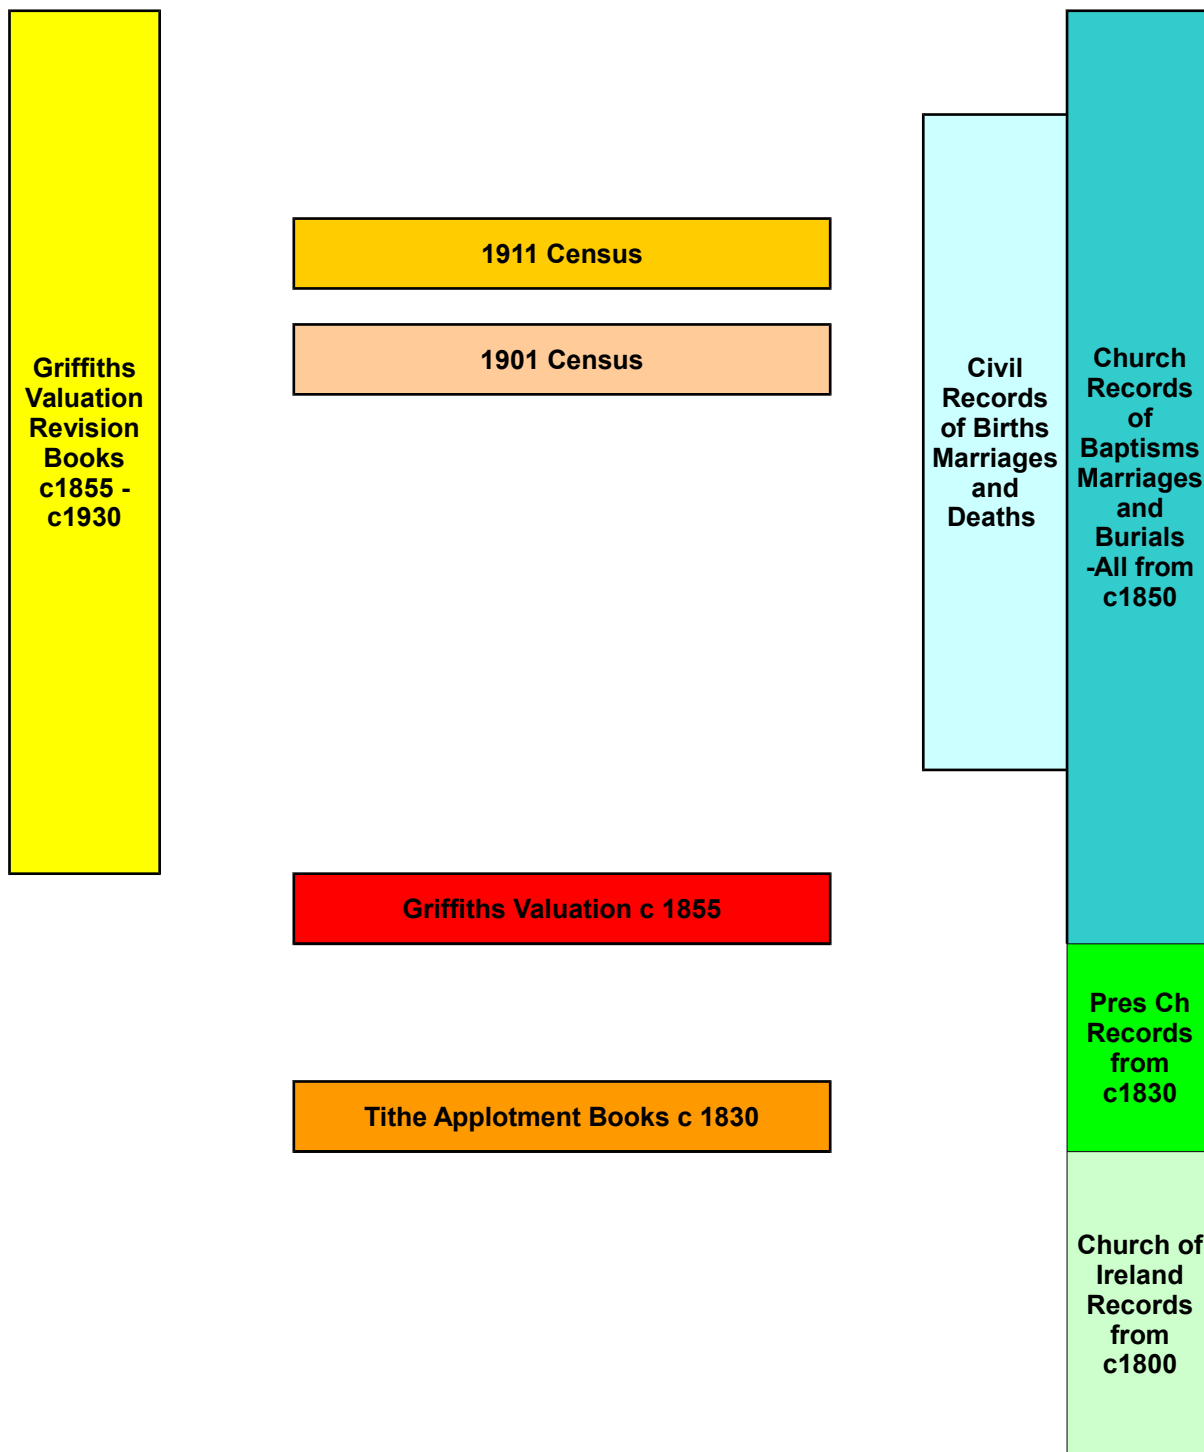 1911 Census
1901 Census
Griffiths
Valuation
Revision
Books
c1855 -
c1930
Civil
Records
of Births
Marriages
and
Deaths
Church
Records
of
Baptisms
Marriages
and
Burials
-All from
c1850
Griffiths Valuation c 1855
Pres Ch
Records
from
c1830
Tithe Applotment Books c 1830
Church of
Ireland
Records
from
c1800